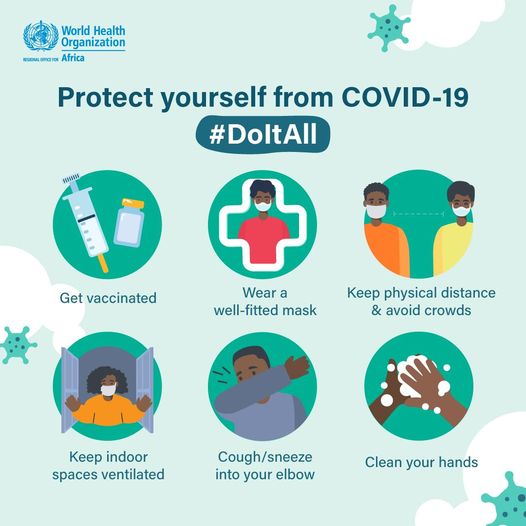 World Health
Organization
REGIONAL OFFICE FOR Africa
Protect yourself from COVID-19
#DoItAll
Get vaccinated
Wear a
well-fitted mask
Keep physical distance
& avoid crowds
Keep indoor
spaces ventilated
Cough/sneeze
into your elbow
Clean your hands